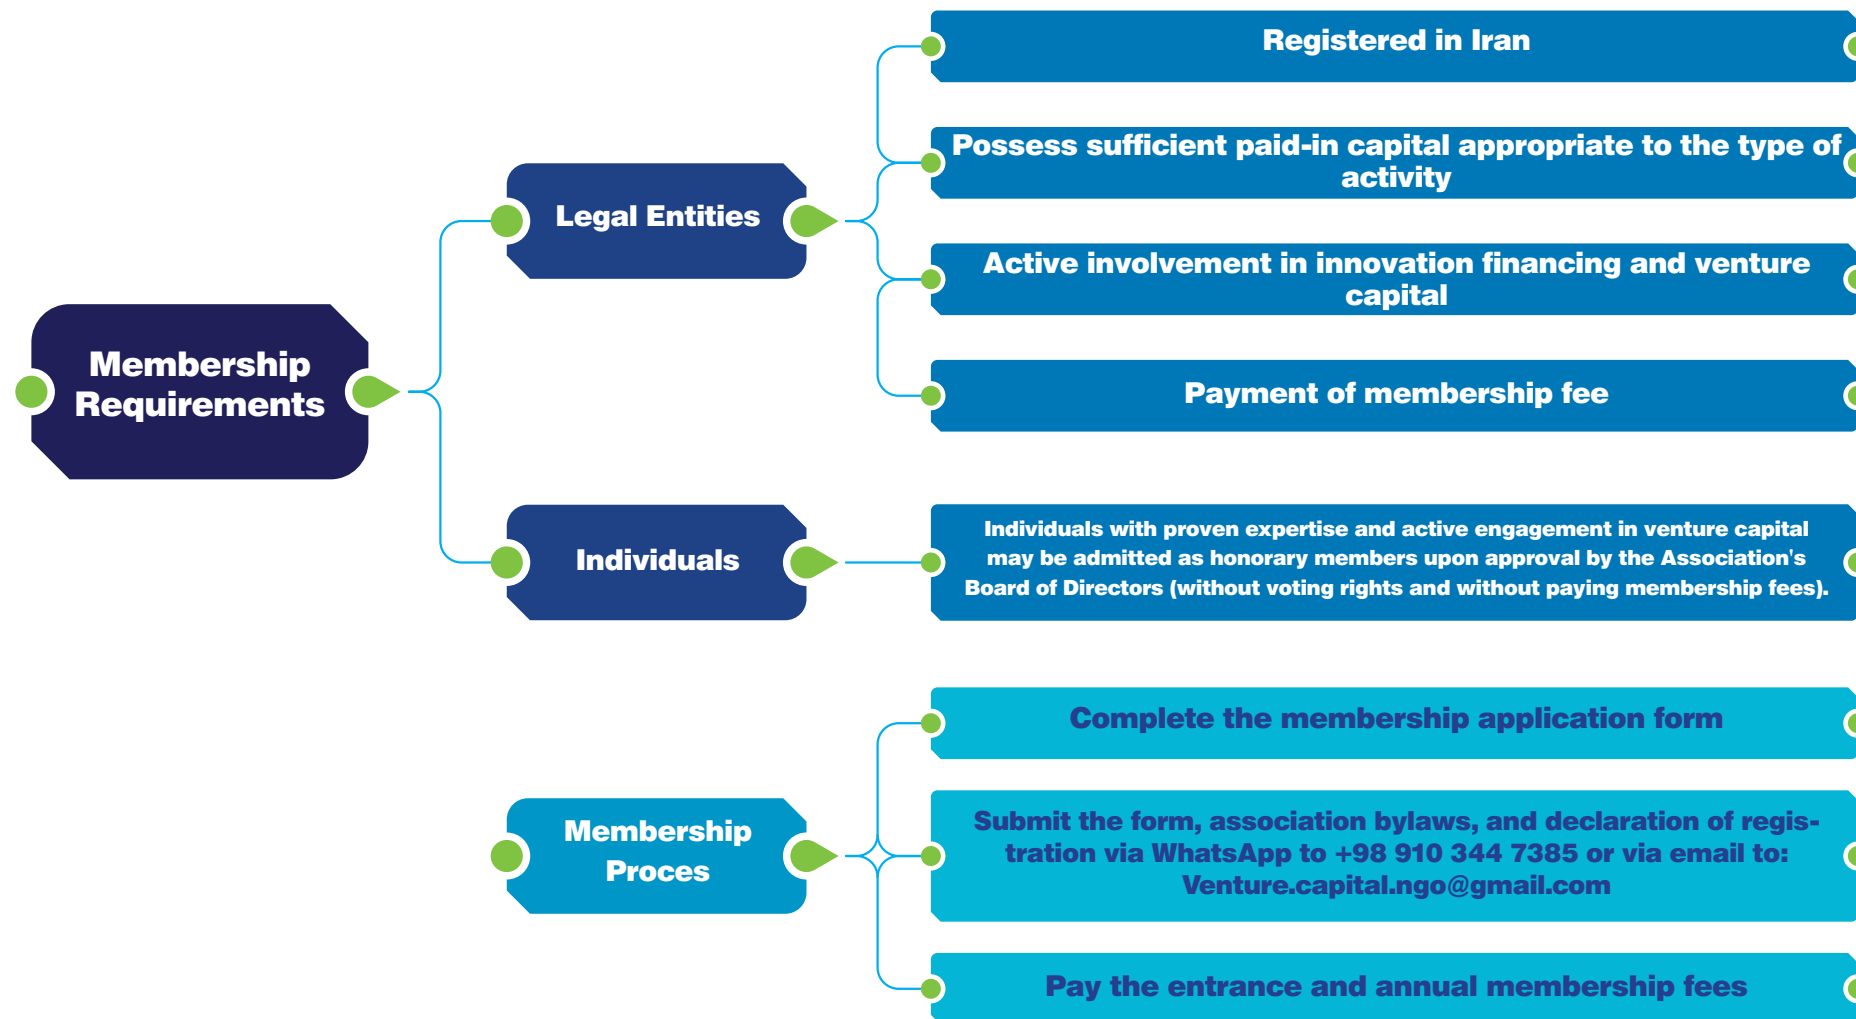 Membership
Requirements
Legal Entities
Registered in Iran
Possess sufficient paid-in capital appropriate to the type of
activity
Active involvement in innovation financing and venture
capital
Payment of membership fee
Individuals
Individuals with proven expertise and active engagement in venture capital
may be admitted as honorary members upon approval by the Association's
Board of Directors (without voting rights and without paying membership fees).
Membership
Proces
Complete the membership application form
Submit the form, association bylaws, and declaration of regis-
tration via WhatsApp to +98 910 344 7385 or via email to:
Venture.capital.ngo@gmail.com
Pay the entrance and annual membership fees